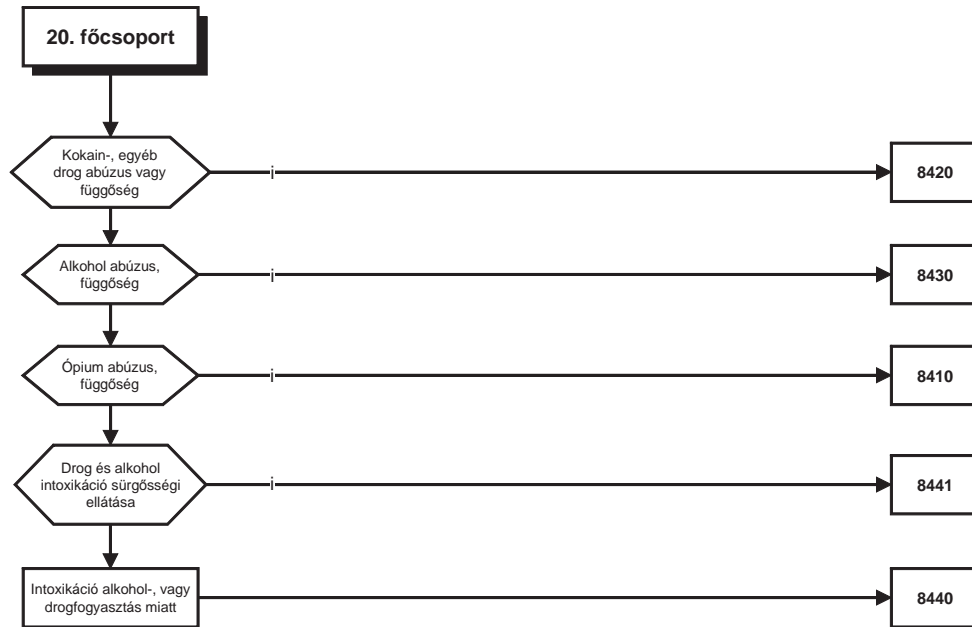 20. főcsoport
Kokain-, egyéb
drog abúzus vagy
függőség
i
8420
Alkohol abúzus,
függőség
i
8430
Ópium abúzus,
függőség
i
8410
Drog és alkohol
intoxikáció sürgősségi
ellátása
i
8441
Intoxikáció alkohol-, vagy
drogfogyasztás miatt
8440